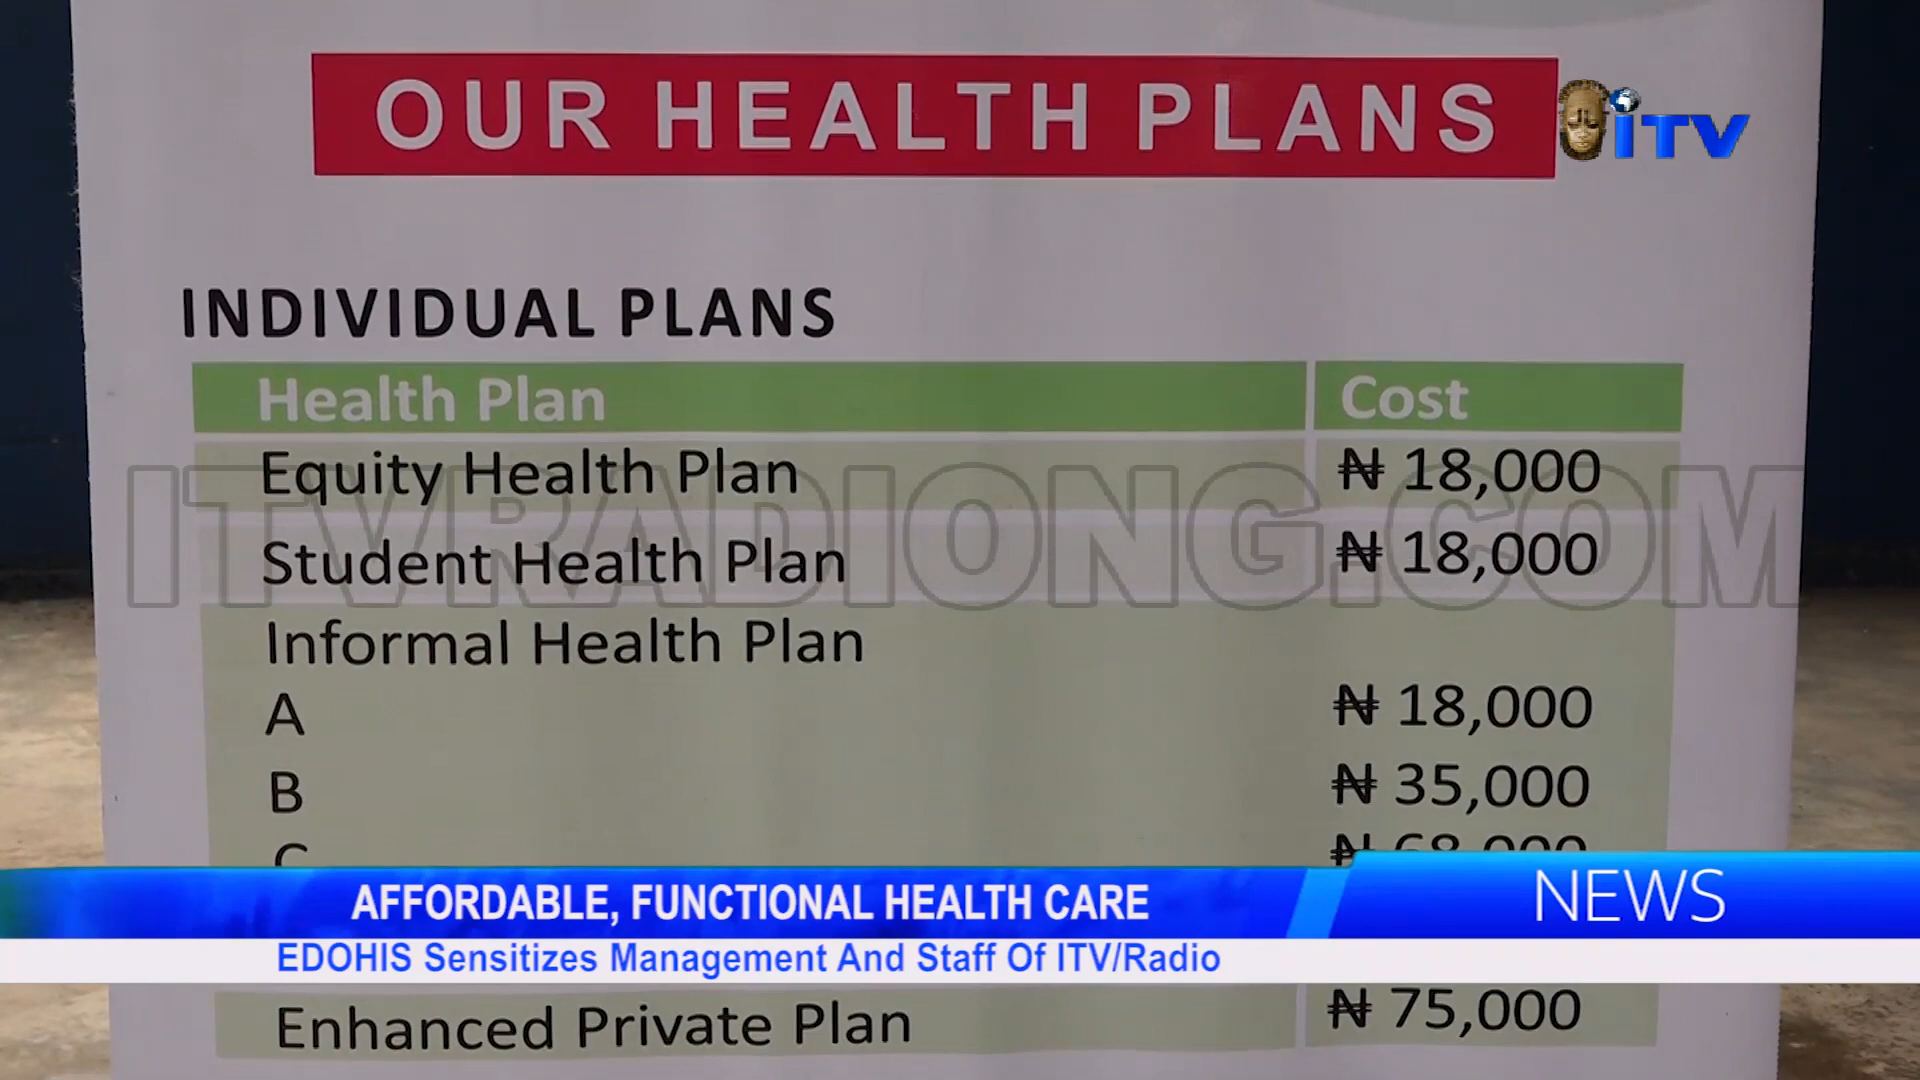 OUR HEALTH PLANS
iTV
INDIVIDUAL PLANS
Health Plan Cost
Equity Health Plan ₦ 18,000
Student Health Plan ₦ 18,000
ITVRADIONG.COM
Informal Health Plan
A ₦ 18,000
B ₦ 35,000
C ₦ 68,000
AFFORDABLE, FUNCTIONAL HEALTH CARE
NEWS
EDOHIS Sensitizes Management And Staff Of ITV/Radio
Enhanced Private Plan ₦ 75,000